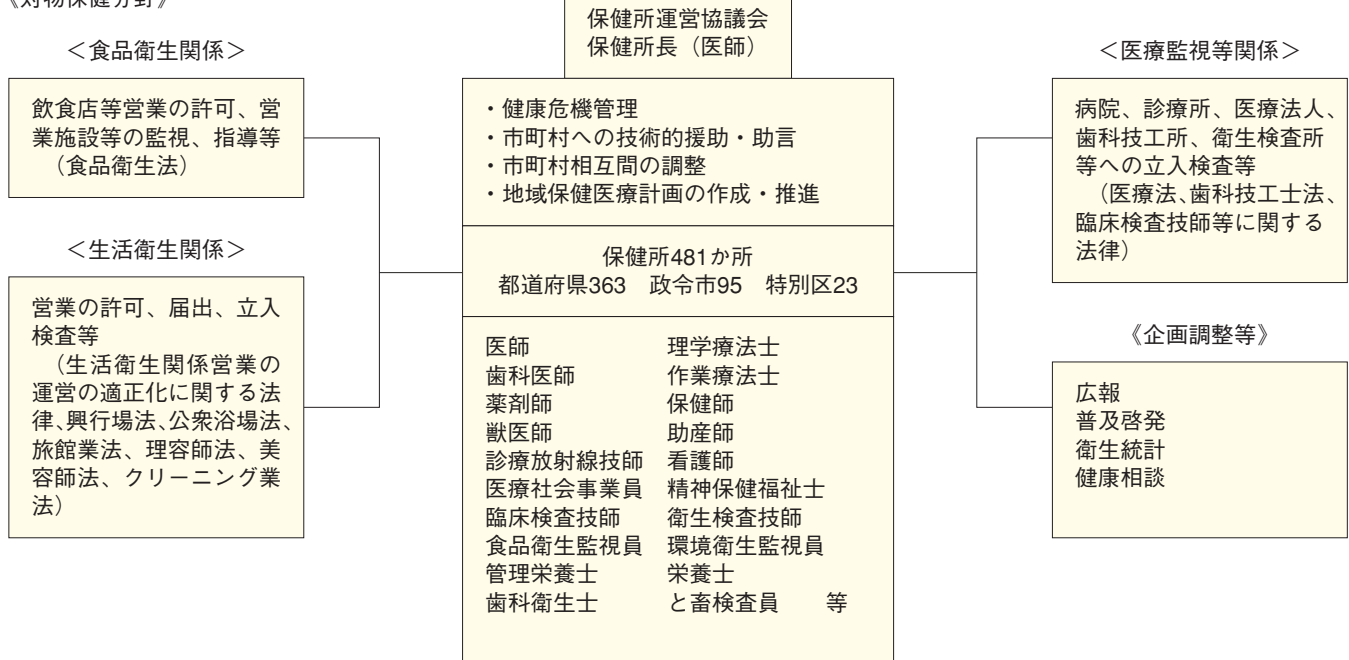 《対物保健分野》
＜食品衛生関係＞
飲食店等営業の許可、営
業施設等の監視、指導等
（食品衛生法）
＜生活衛生関係＞
営業の許可、届出、立入
検査等
（生活衛生関係営業の
運営の適正化に関する法
律、興行場法、公衆浴場法、
旅館業法、理容師法、美
容師法、クリーニング業
法）
保健所運営協議会
保健所長（医師）
・健康危機管理
・市町村への技術的援助・助言
・市町村相互間の調整
・地域保健医療計画の作成・推進
保健所481か所
都道府県363　政令市95　特別区23
医師　理学療法士
歯科医師　作業療法士
薬剤師　保健師
獣医師　助産師
診療放射線技師　看護師
医療社会事業員　精神保健福祉士
臨床検査技師　衛生検査技師
食品衛生監視員　環境衛生監視員
管理栄養士　栄養士
歯科衛生士　と畜検査員　等
＜医療監視等関係＞
病院、診療所、医療法人、
歯科技工所、衛生検査所
等への立入検査等
（医療法、歯科技工士法、
臨床検査技師等に関する
法律）
《企画調整等》
広報
普及啓発
衛生統計
健康相談